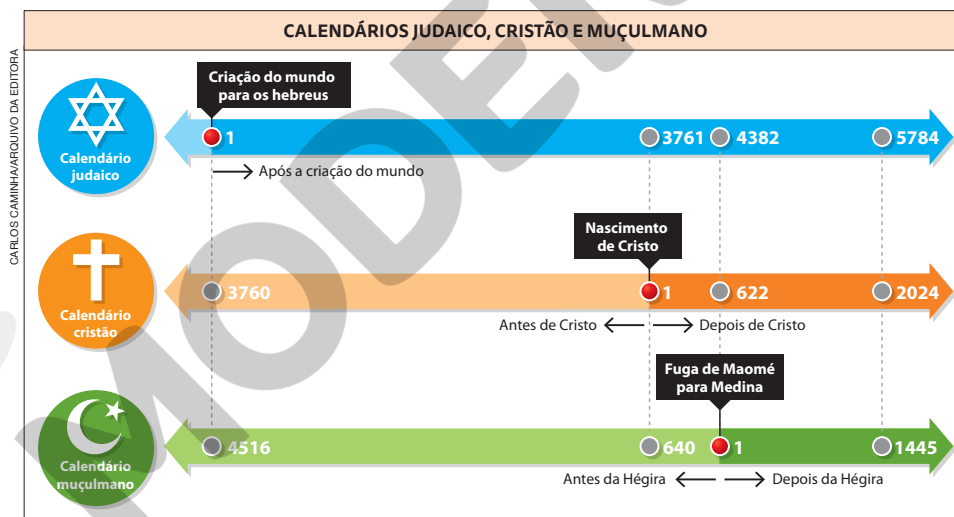 CALENDÁRIOS JUDAICO, CRISTÃO E MUÇULMANO
CARLOS CAMINHA/ARQUIVO DA EDITORA
Criação do mundo
para os hebreus
Calendário
judaico
1
3761
4382
5784
Após a criação do mundo
Nascimento
de Cristo
Calendário
cristão
3760
1
622
2024
Antes de Cristo
Depois de Cristo
Fuga de Maomé
para Medina
Calendário
muçulmano
4516
640
1
1445
Antes da Hégira
Depois da Hégira
MODER